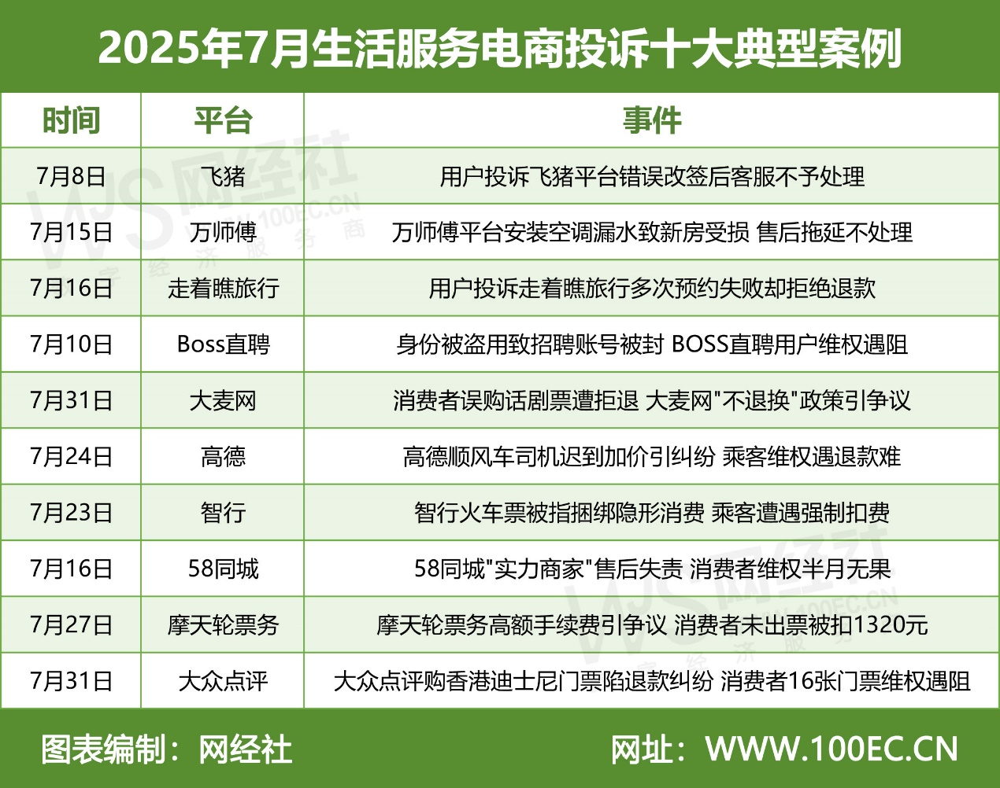 2025年7月生活服务电商投诉十大典型案例
时间 平台 事件
7月8日 飞猪 用户投诉飞猪平台错误改签后客服不予处理
7月15日 万师傅 万师傅平台安装空调漏水致新房受损 售后拖延不处理
7月16日 走着瞧旅行 用户投诉走着瞧旅行多次预约失败却拒绝退款
7月10日 Boss直聘 身份被盗用致招聘账号被封 BOSS直聘用户维权遇阻
7月31日 大麦网 消费者误购话剧票遭拒退 大麦网"不退换"政策引争议
7月24日 高德 高德顺风车司机迟到加价引纠纷 乘客维权遇退款难
7月23日 智行 智行火车票被指捆绑隐形消费 乘客遭遇强制扣费
7月16日 58同城 58同城"实力商家"售后失责 消费者维权半月无果
7月27日 摩天轮票务 摩天轮票务高额手续费引争议 消费者未出票被扣1320元
7月31日 大众点评 大众点评购香港迪士尼门票陷退款纠纷 消费者16张门票维权遇阻
图表编制：网经社 网址：WWW.100EC.CN
网经社
WWW.100EC.CN
字经济服务商
网经社
WWW.100EC.CN